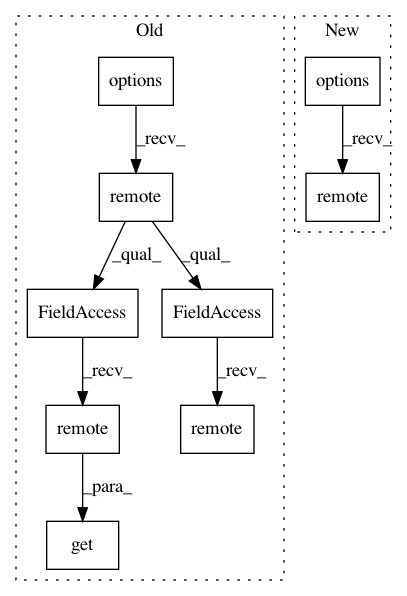 Old
New
options
options
_recv_
_recv_
remote
remote
_qual_
_qual_
FieldAccess
FieldAccess
_recv_
_recv_
remote
remote
_para_
get